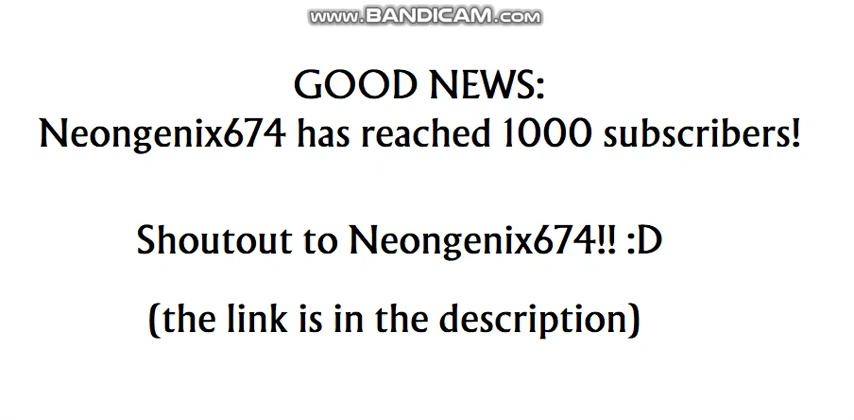 www.BANDICAM.com
GOOD NEWS:
Neongenix674 has reached 1000 subscribers!
Shoutout to Neongenix674!! :D
(the link is in the description)